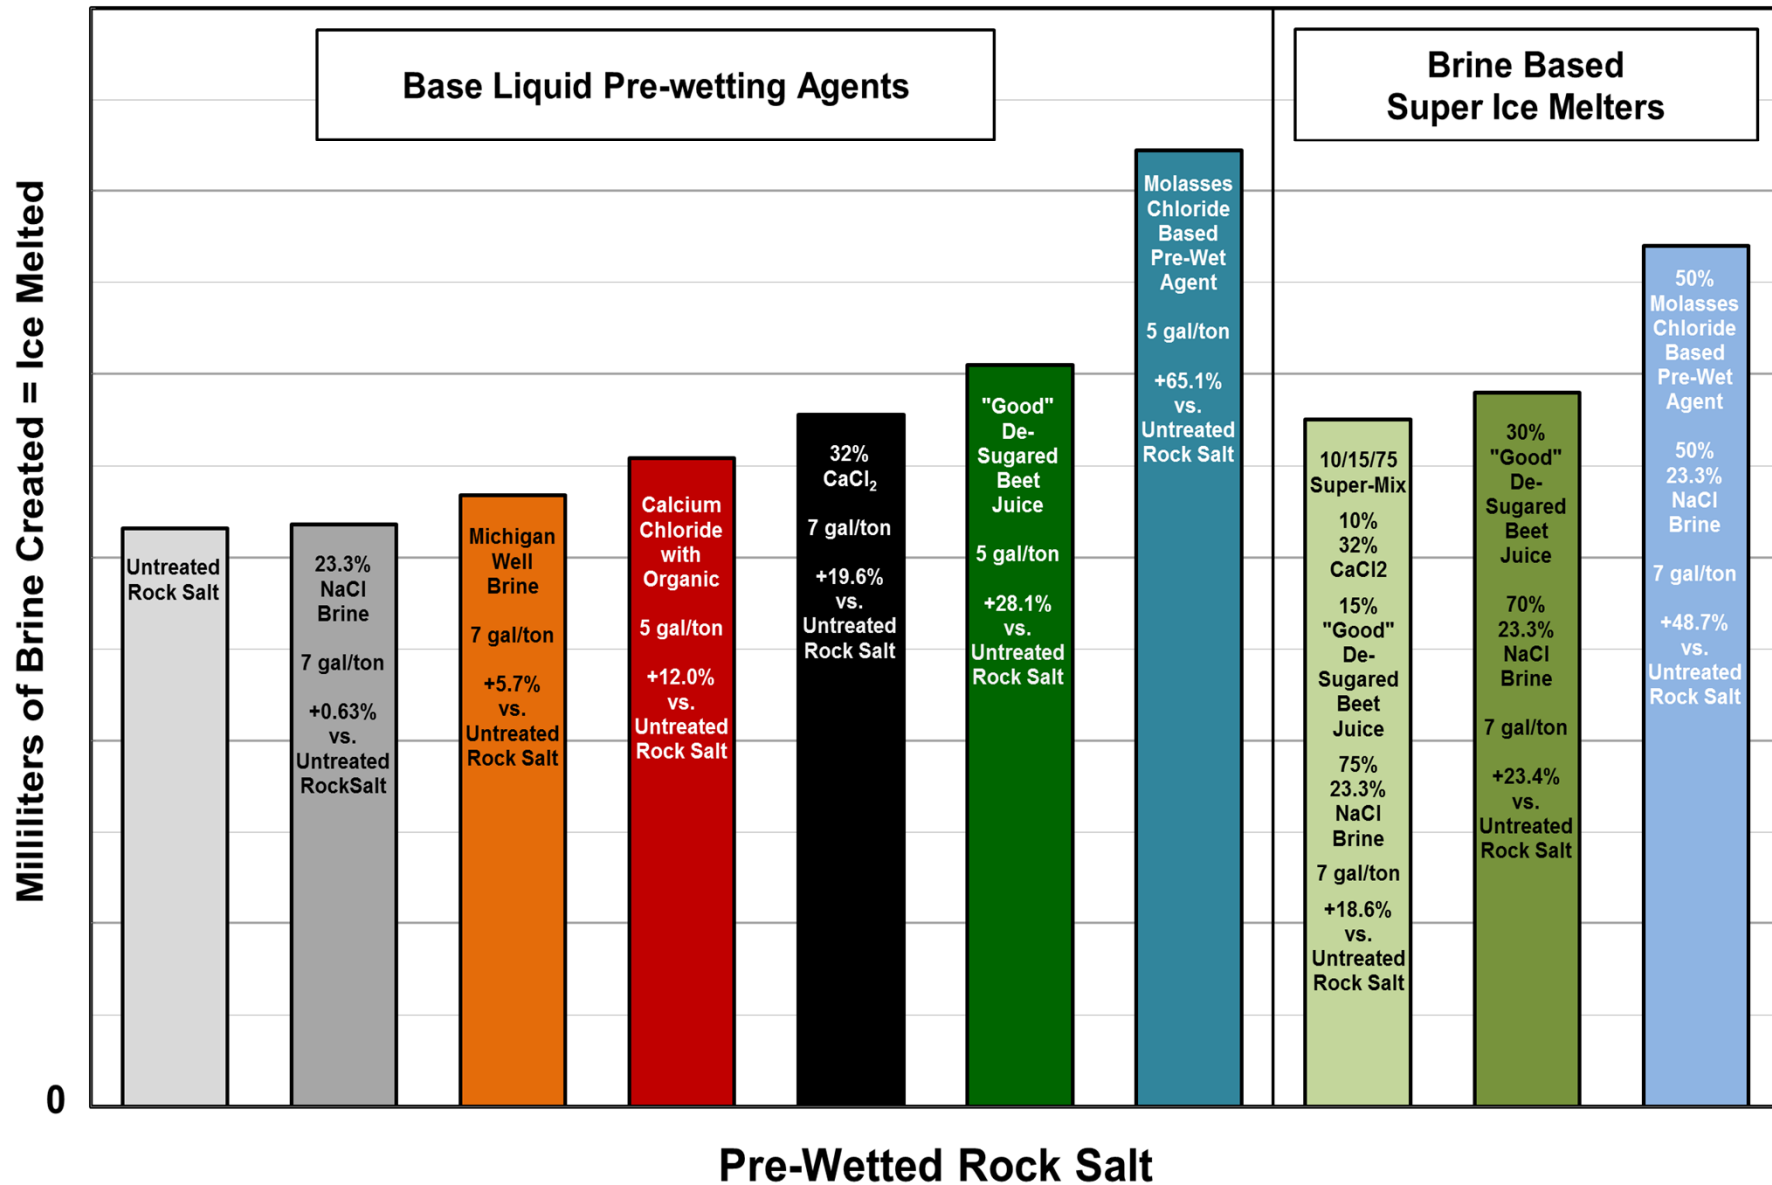 Base Liquid Pre-wetting Agents
Brine Based
Super Ice Melters
Milliliters of Brine Created = Ice Melted
0
Untreated
Rock Salt
23.3%
NaCl
Brine
7 gal/ton
+0.63%
vs.
Untreated
RockSalt
Michigan
Well
Brine
7 gal/ton
+5.7%
vs.
Untreated
Rock Salt
Calcium
Chloride
with
Organic
5 gal/ton
+12.0%
vs.
Untreated
Rock Salt
32%
CaCl₂
7 gal/ton
+19.6%
vs.
Untreated
Rock Salt
"Good"
De-
Sugared
Beet
Juice
5 gal/ton
+28.1%
vs.
Untreated
Rock Salt
Molasses
Chloride
Based
Pre-Wet
Agent
5 gal/ton
+65.1%
vs.
Untreated
Rock Salt
10/15/75
Super-Mix
10%
32%
CaCl2
15%
"Good"
De-
Sugared
Beet
Juice
75%
23.3%
NaCl
Brine
7 gal/ton
+18.6%
vs.
Untreated
Rock Salt
30%
"Good"
De-
Sugared
Beet
Juice
70%
23.3%
NaCl
Brine
7 gal/ton
+23.4%
vs.
Untreated
Rock Salt
50%
Molasses
Chloride
Based
Pre-Wet
Agent
50%
23.3%
NaCl
Brine
7 gal/ton
+48.7%
vs.
Untreated
Rock Salt
Pre-Wetted Rock Salt